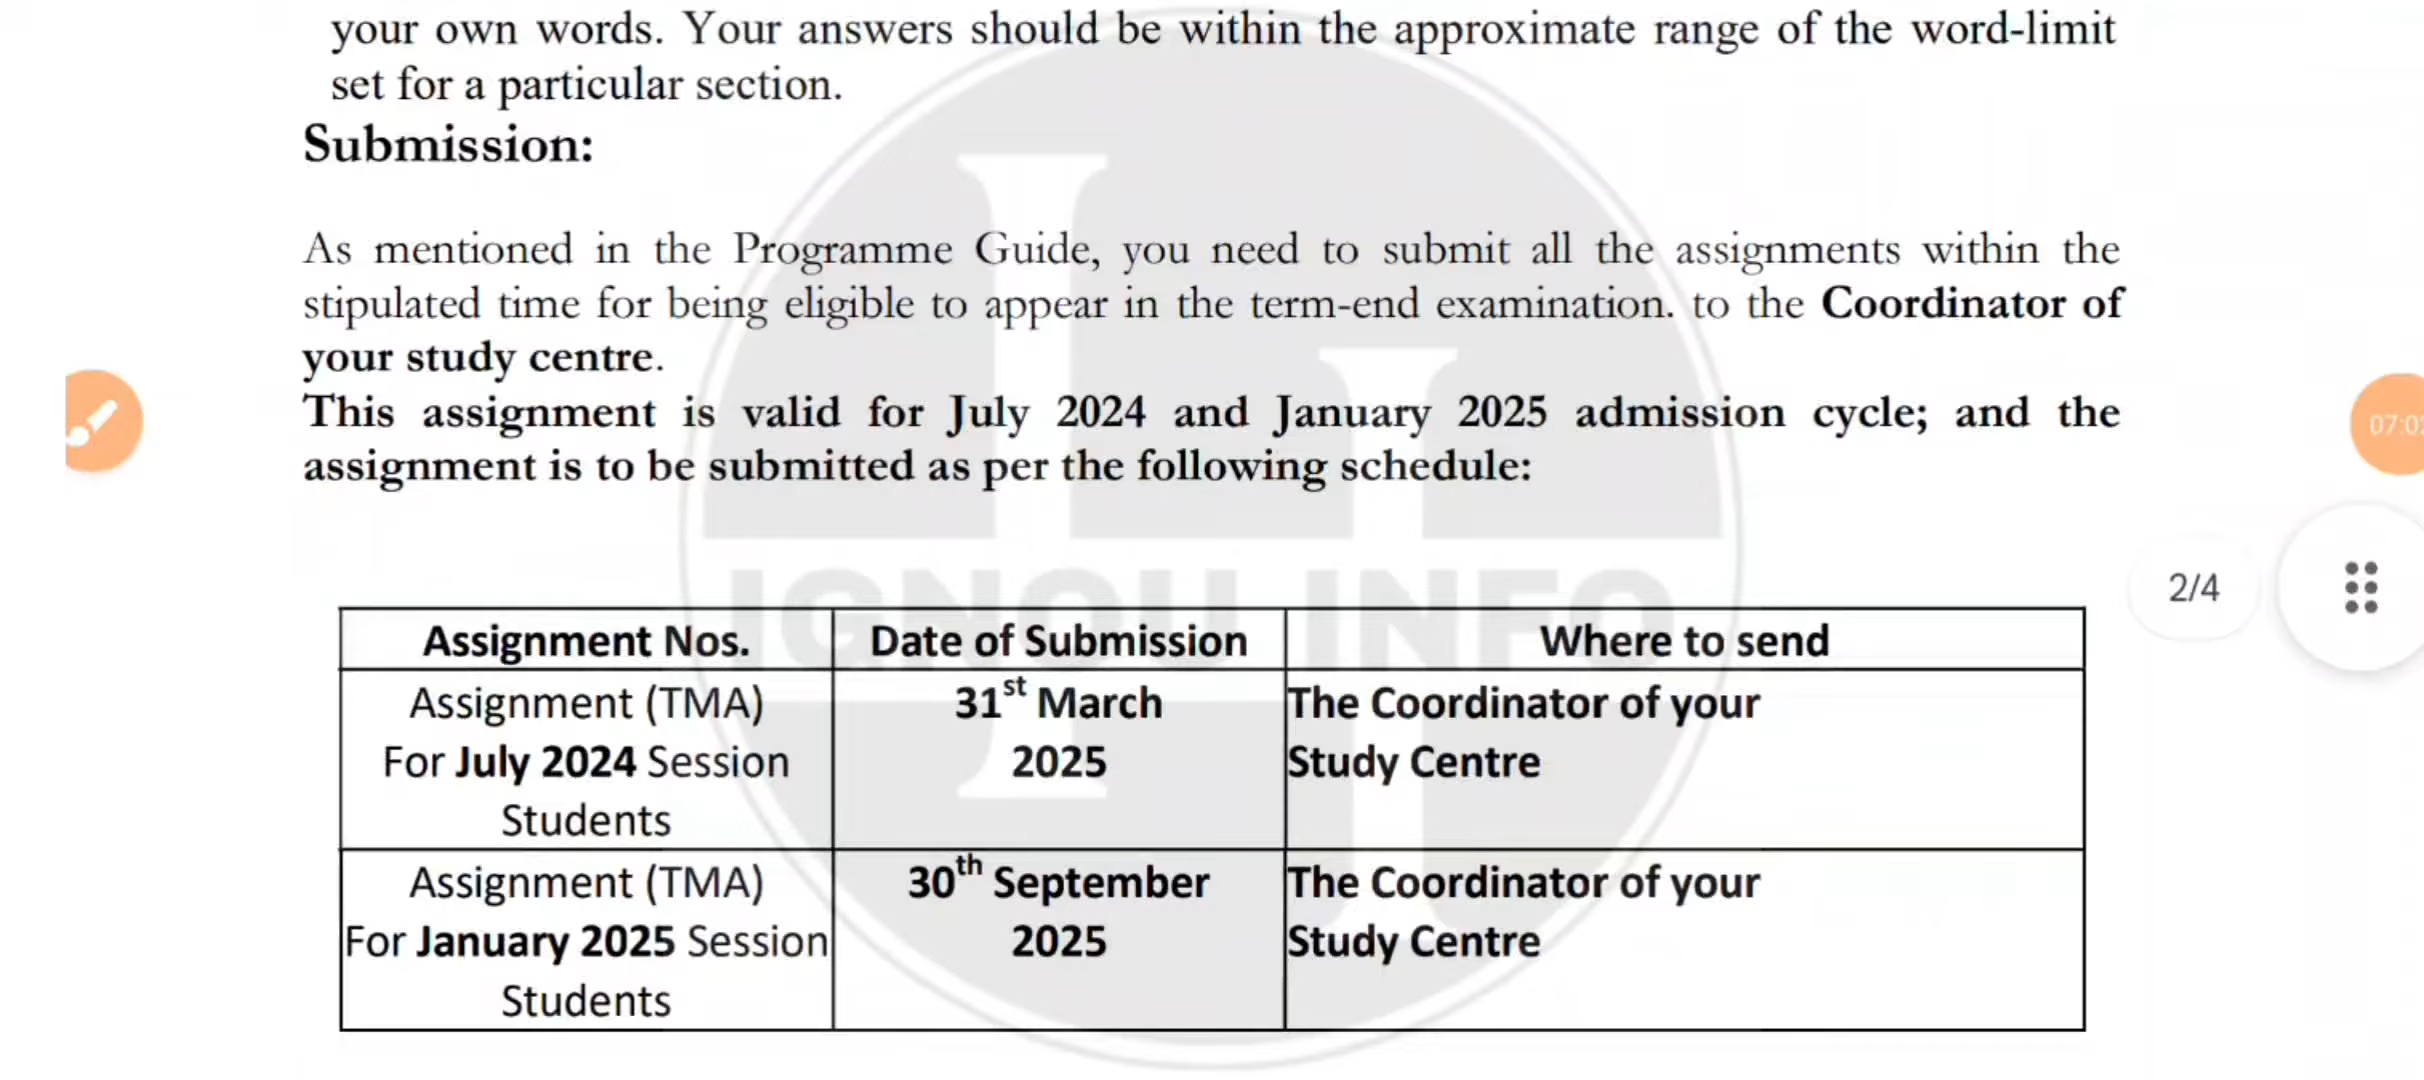 your own words. Your answers should be within the approximate range of the word-limit
set for a particular section.
Submission:
As mentioned in the Programme Guide, you need to submit all the assignments within the
stipulated time for being eligible to appear in the term-end examination. to the Coordinator of
your study centre.
This assignment is valid for July 2024 and January 2025 admission cycle; and the
assignment is to be submitted as per the following schedule:
07:0
2/4
IGNOU INFO
Assignment Nos. Date of Submission Where to send
Assignment (TMA) 31st March The Coordinator of your
For July 2024 Session 2025 Study Centre
Students
Assignment (TMA) 30th September The Coordinator of your
For January 2025 Session 2025 Study Centre
Students